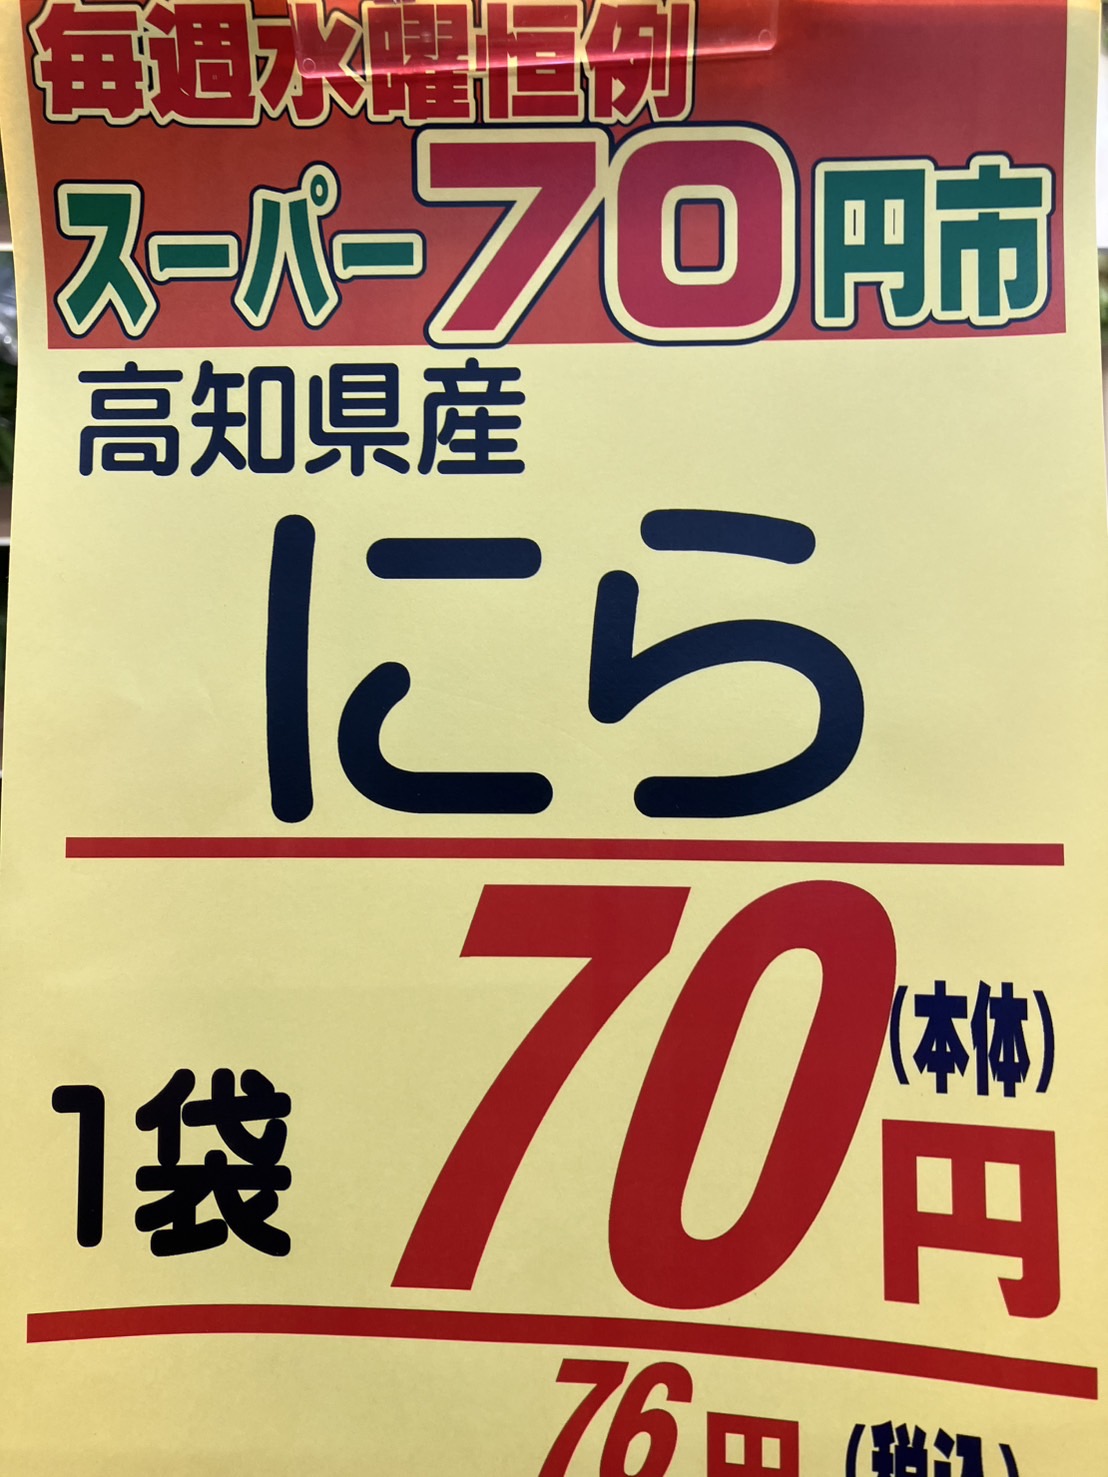 毎週水曜恒例
スーパー70円市
高知県産
にら
1袋 70円 (本体)
76円 (税込)